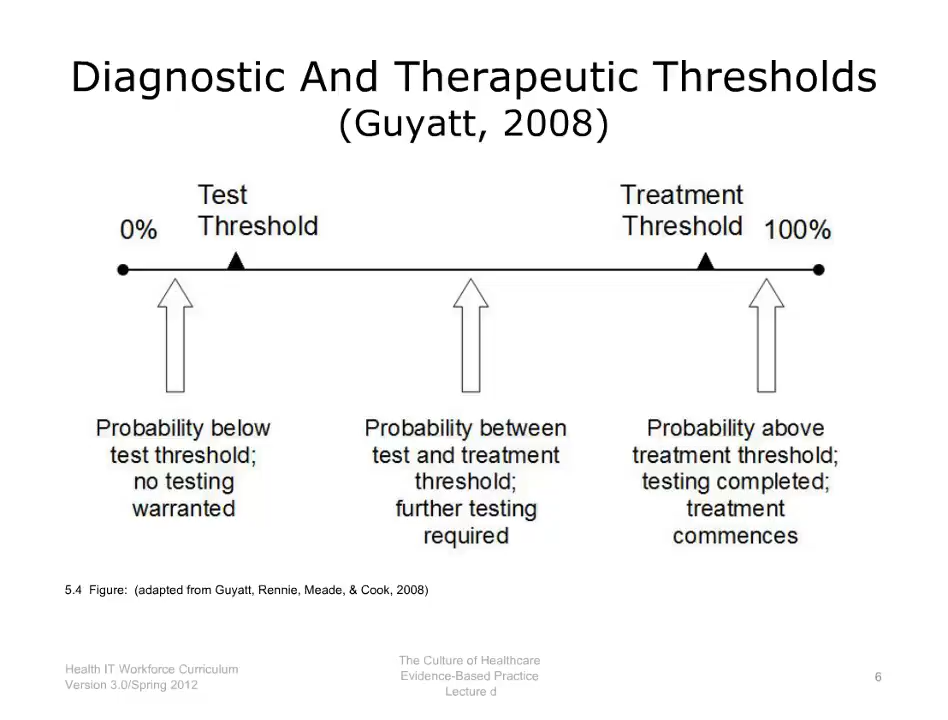 Diagnostic And Therapeutic Thresholds
(Guyatt, 2008)
0%
Test
Threshold
Treatment
Threshold
100%
Probability below
test threshold;
no testing
warranted
Probability between
test and treatment
threshold;
further testing
required
Probability above
treatment threshold;
testing completed;
treatment
commences
5.4 Figure: (adapted from Guyatt, Rennie, Meade, & Cook, 2008)
Health IT Workforce Curriculum
Version 3.0/Spring 2012
The Culture of Healthcare
Evidence-Based Practice
Lecture d
6